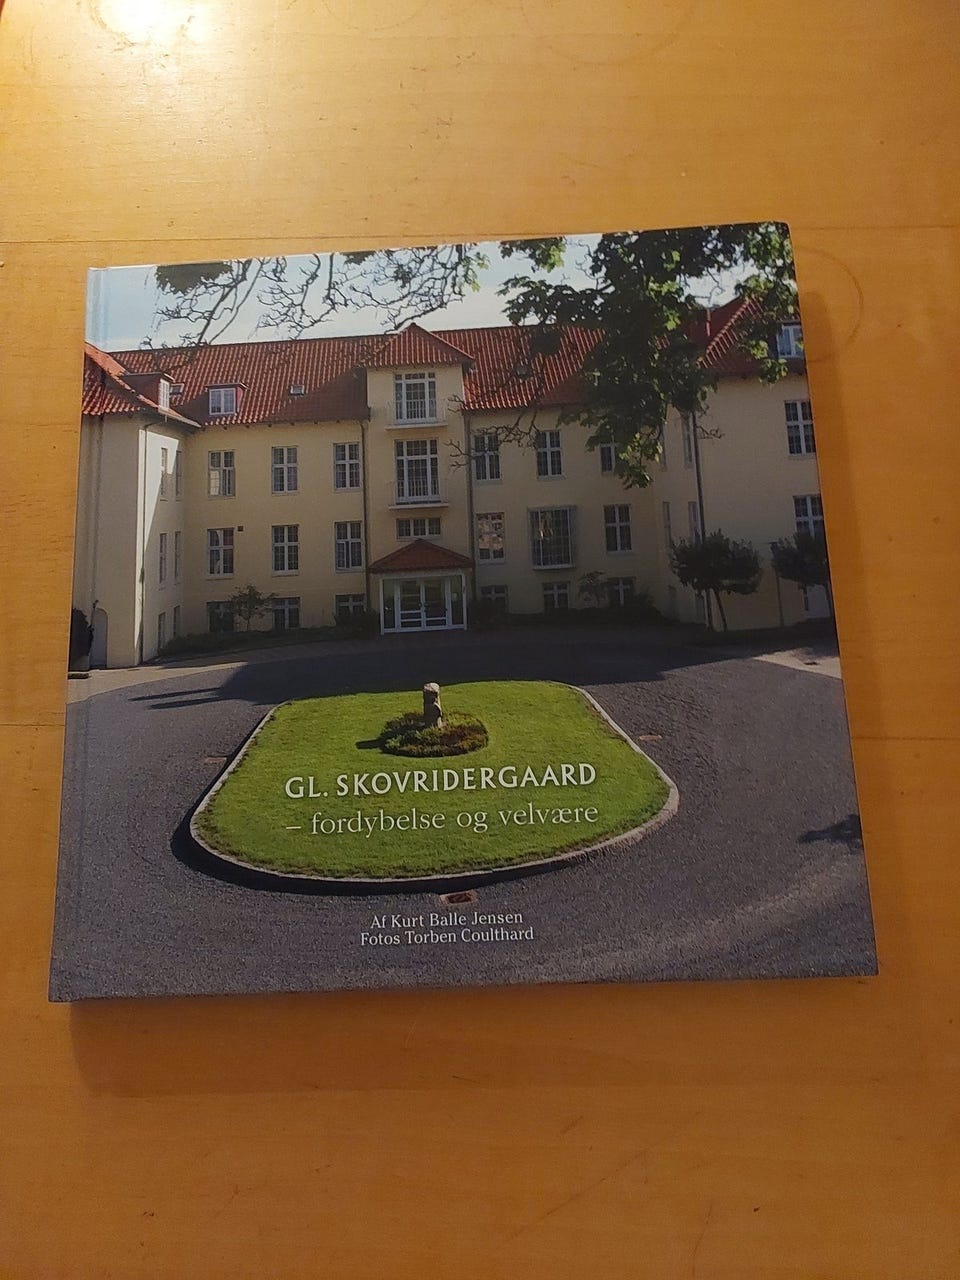 GL. SKOVRIDERGAARD
– fordybelse og velvære
Af Kurt Balle Jensen
Fotos Torben Coulthard